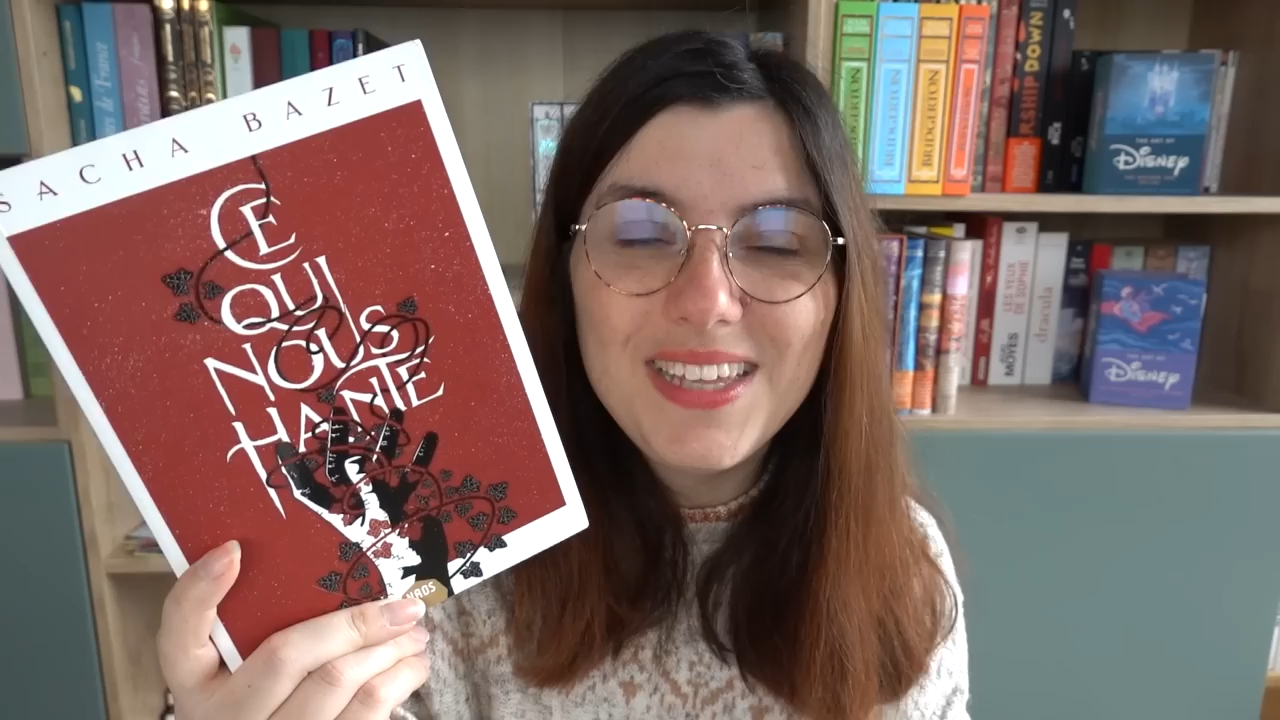 SACHA BAZET
CE
QUI
NOUS
HANTE
BRIDGERTON
BRIDGERTON
BRIDGERTON
BRIDGERTON
DOWN
THE ART OF
DISNEY
LES YEUX
DE SOPHIE
MOYES
dracula
THE ART OF
DISNEY